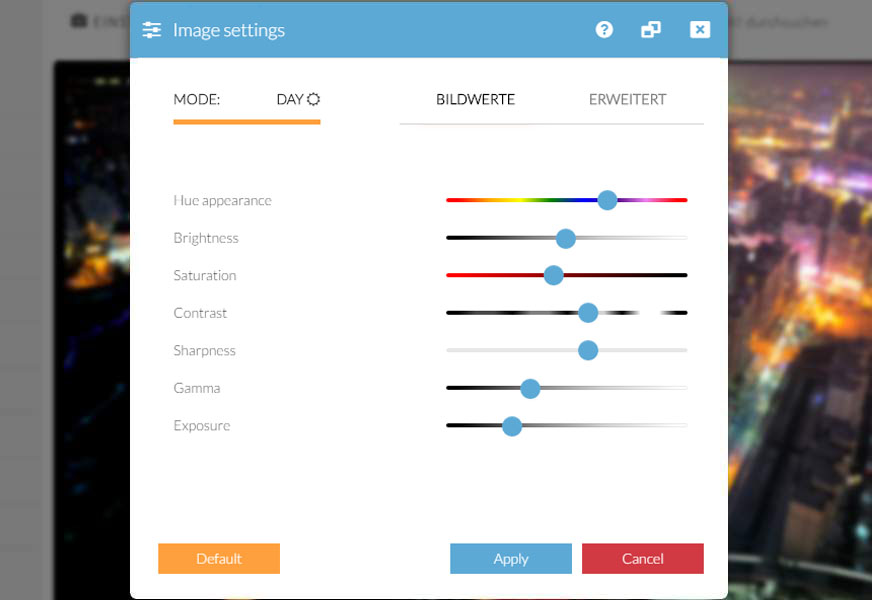 Image settings
MODE: DAY
BILDWERTE ERWEITERT
Hue appearance
Brightness
Saturation
Contrast
Sharpness
Gamma
Exposure
Default Apply Cancel